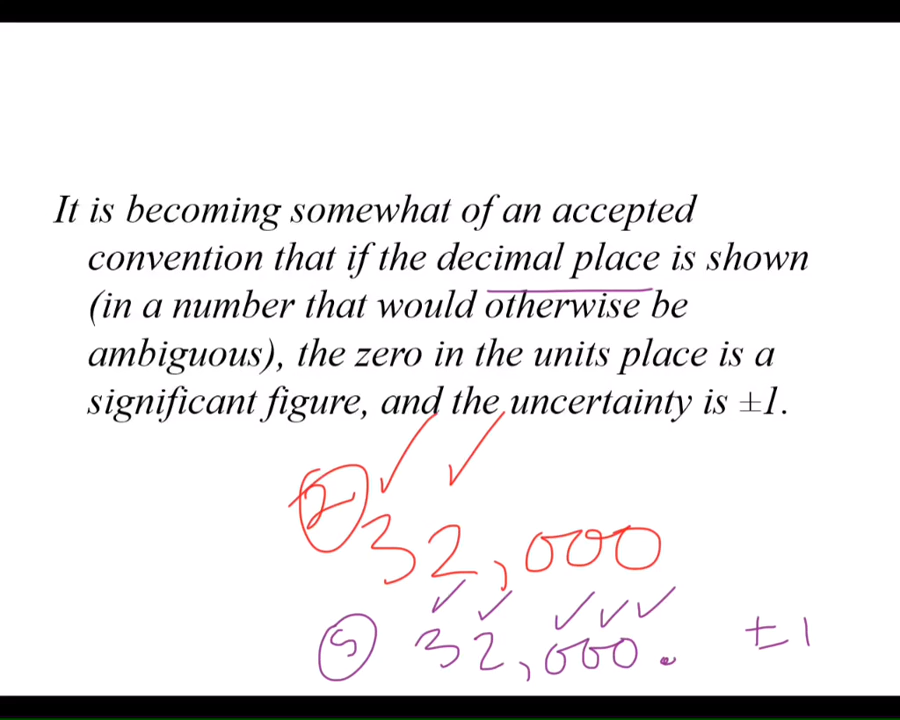 It is becoming somewhat of an accepted
convention that if the decimal place is shown
(in a number that would otherwise be
ambiguous), the zero in the units place is a
significant figure, and the uncertainty is ±1.
2 32,000
5 32,000. ±1